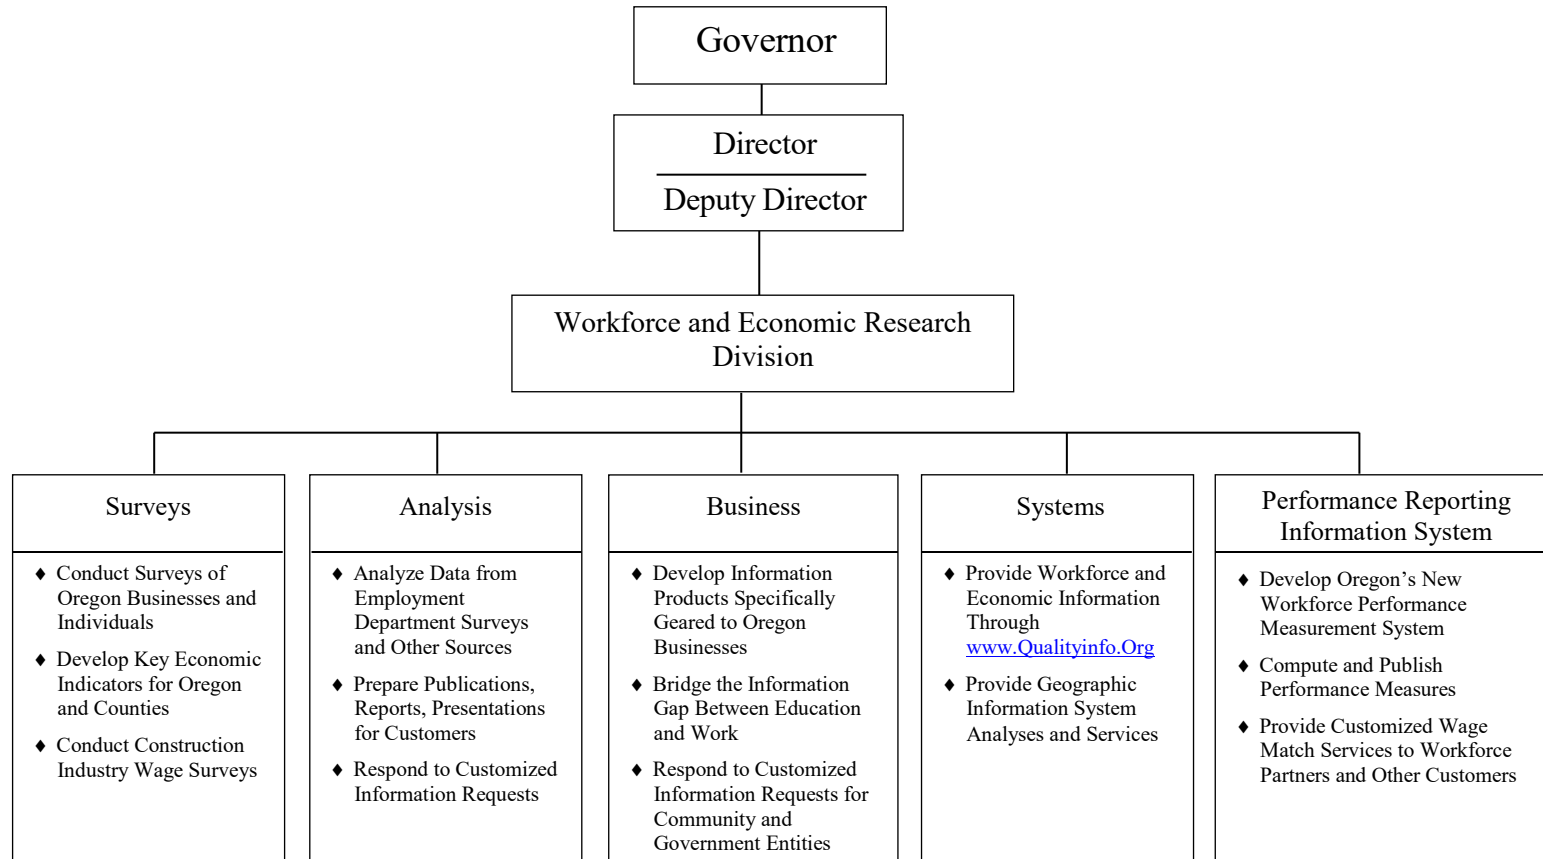 Governor
Director
Deputy Director
Workforce and Economic Research
Division
Surveys
♦ Conduct Surveys of
Oregon Businesses and
Individuals
♦ Develop Key Economic
Indicators for Oregon
and Counties
♦ Conduct Construction
Industry Wage Surveys
Analysis
♦ Analyze Data from
Employment
Department Surveys
and Other Sources
♦ Prepare Publications,
Reports, Presentations
for Customers
♦ Respond to Customized
Information Requests
Business
♦ Develop Information
Products Specifically
Geared to Oregon
Businesses
♦ Bridge the Information
Gap Between Education
and Work
♦ Respond to Customized
Information Requests for
Community and
Government Entities
Systems
♦ Provide Workforce and
Economic Information
Through
www.Qualityinfo.Org
♦ Provide Geographic
Information System
Analyses and Services
Performance Reporting
Information System
♦ Develop Oregon’s New
Workforce Performance
Measurement System
♦ Compute and Publish
Performance Measures
♦ Provide Customized Wage
Match Services to Workforce
Partners and Other Customers